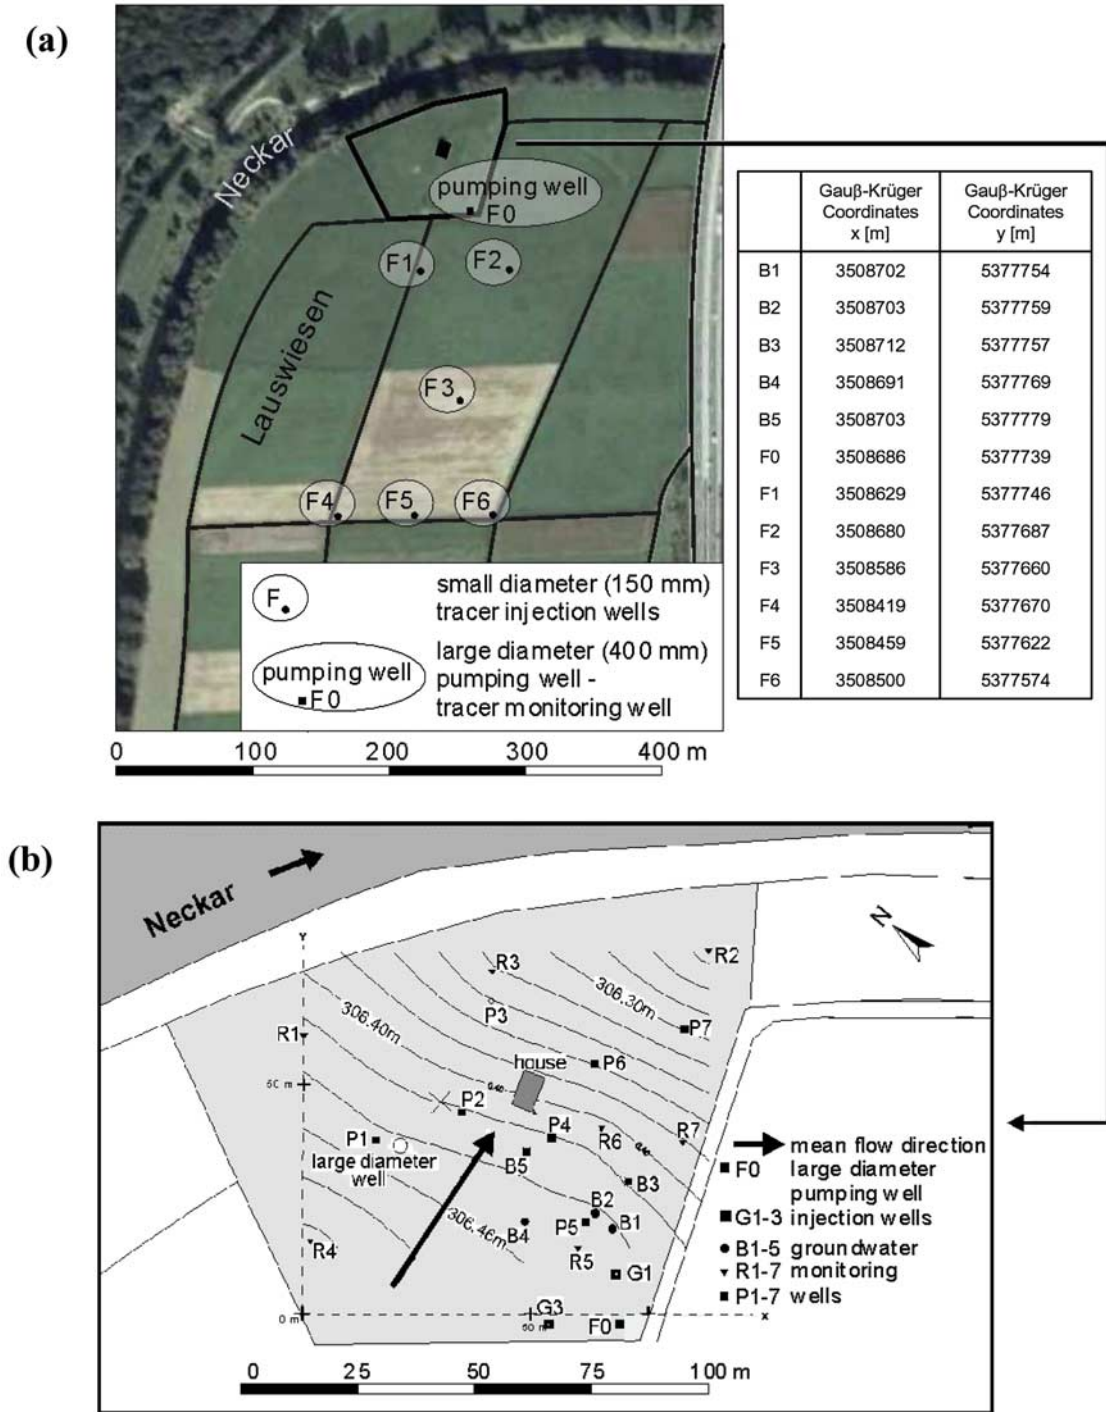 (a)
Neckar
pumping well
F0
F1
F2
Lauswiesen
F3
F4
F5
F6
F
small diameter (150 mm)
tracer injection wells
pumping well
F0
large diameter (400 mm)
pumping well -
tracer monitoring well
0 100 200 300 400 m
Gauβ-Krüger Coordinates x [m] Gauβ-Krüger Coordinates y [m]
B1 3508702 5377754
B2 3508703 5377759
B3 3508712 5377757
B4 3508691 5377769
B5 3508703 5377779
F0 3508686 5377739
F1 3508629 5377746
F2 3508680 5377687
F3 3508586 5377660
F4 3508419 5377670
F5 3508459 5377622
F6 3508500 5377574
(b)
Neckar
N
Y
R3
R2
306.30m
306.40m
P3
P7
R1
house
P6
P2
P4
R6
R7
P1
large diameter
well
B5
B3
B2
306.46m
B4
P5
B1
R4
R5
G1
0 m
G3
F0
x
mean flow direction
F0 large diameter
pumping well
G1-3 injection wells
B1-5 groundwater
R1-7 monitoring
P1-7 wells
0 25 50 75 100 m